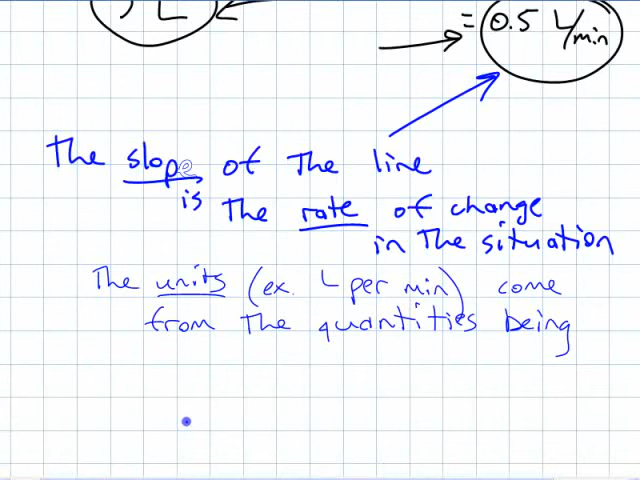 L
= 0.5 L/min
The slope of the line
is the rate of change
in the situation
The units (ex. L per min) come
from the quantities being